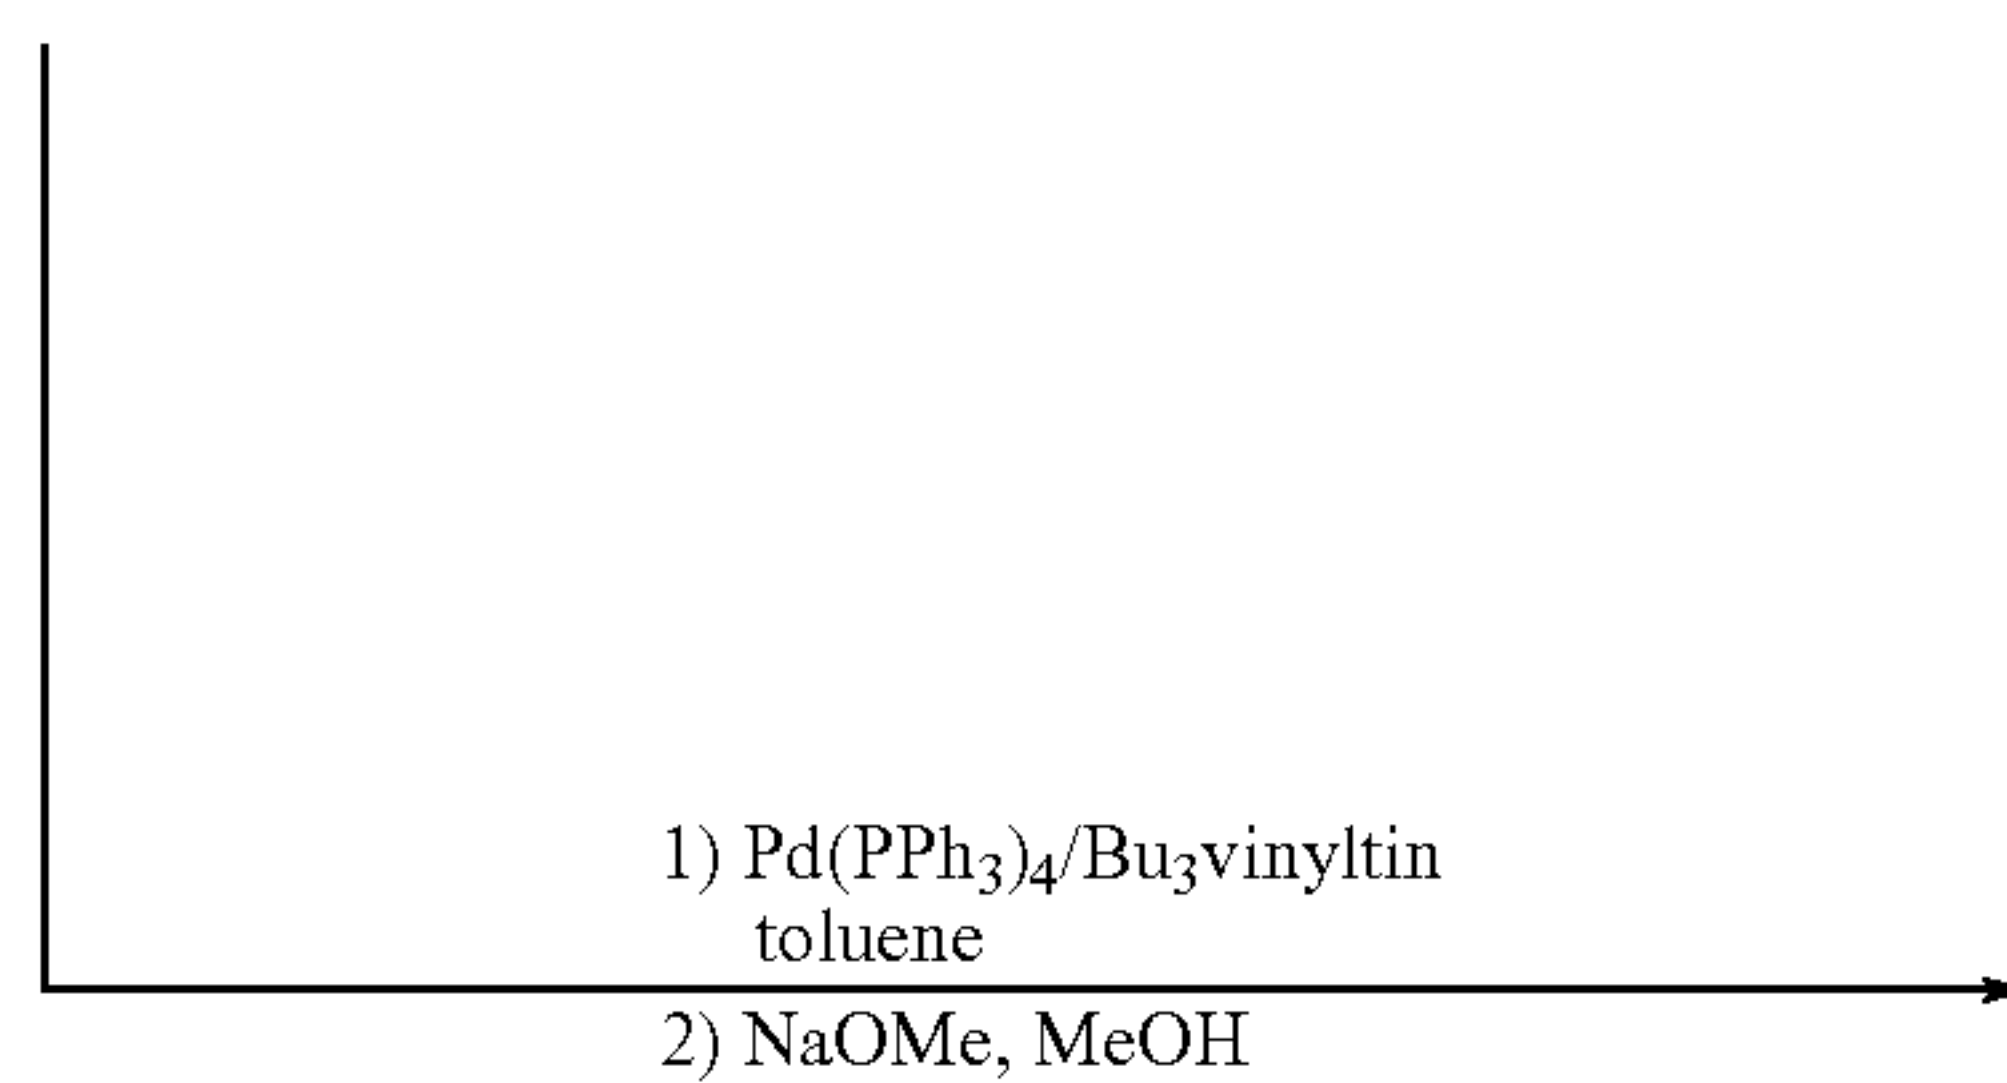 1) Pd(PPh₃)₄/Bu₃vinyltin
toluene
2) NaOMe, MeOH